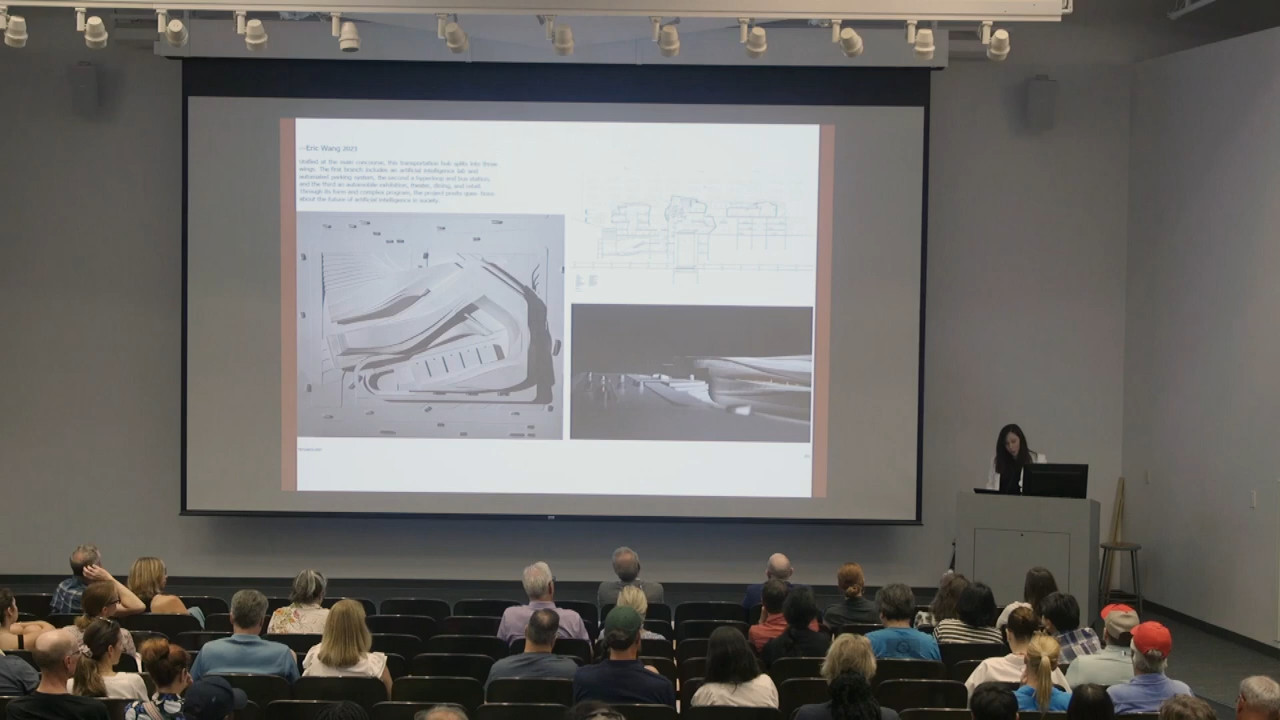 —Eric Wang 2023
Unified at the main concourse, this transportation hub splits into three
wings. The first branch includes an artificial intelligence lab and
automated parking system, the second a hyperloop and bus station,
and the third an automobile exhibition, theater, dining, and retail.
Through its form and complex program, the project posits questions
about the future of artificial intelligence in society.